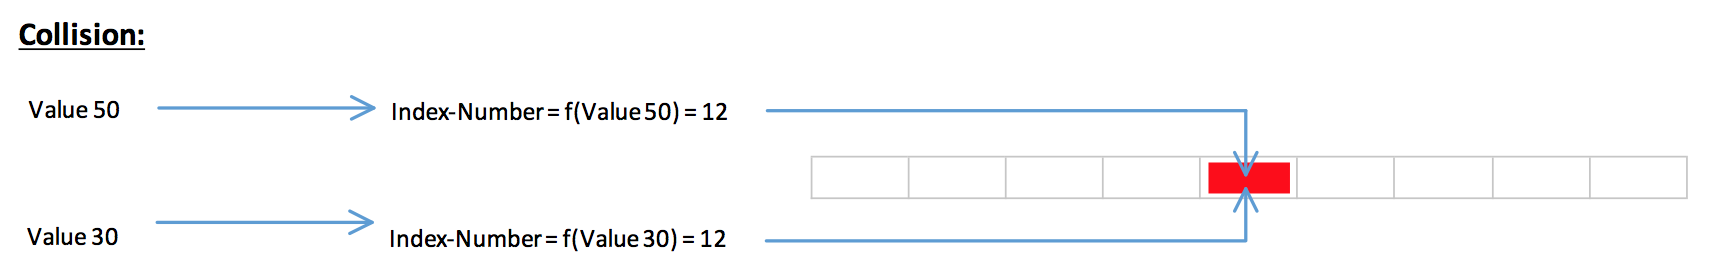 Collision:
Value 50
Index-Number = f(Value 50) = 12
Value 30
Index-Number = f(Value 30) = 12